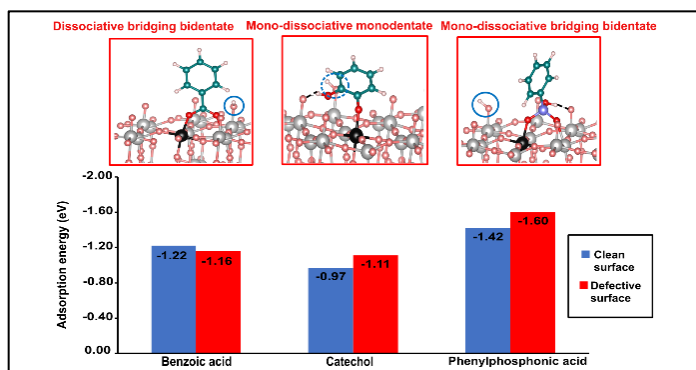 Dissociative bridging bidentate
Mono-dissociative monodentate
Mono-dissociative bridging bidentate
Adsorption energy (eV)
-2.00
-1.60
-1.20
-0.80
-0.40
0.00
-1.22
-1.16
-0.97
-1.11
-1.42
-1.60
Benzoic acid
Catechol
Phenylphosphonic acid
Clean
surface
Defective
surface